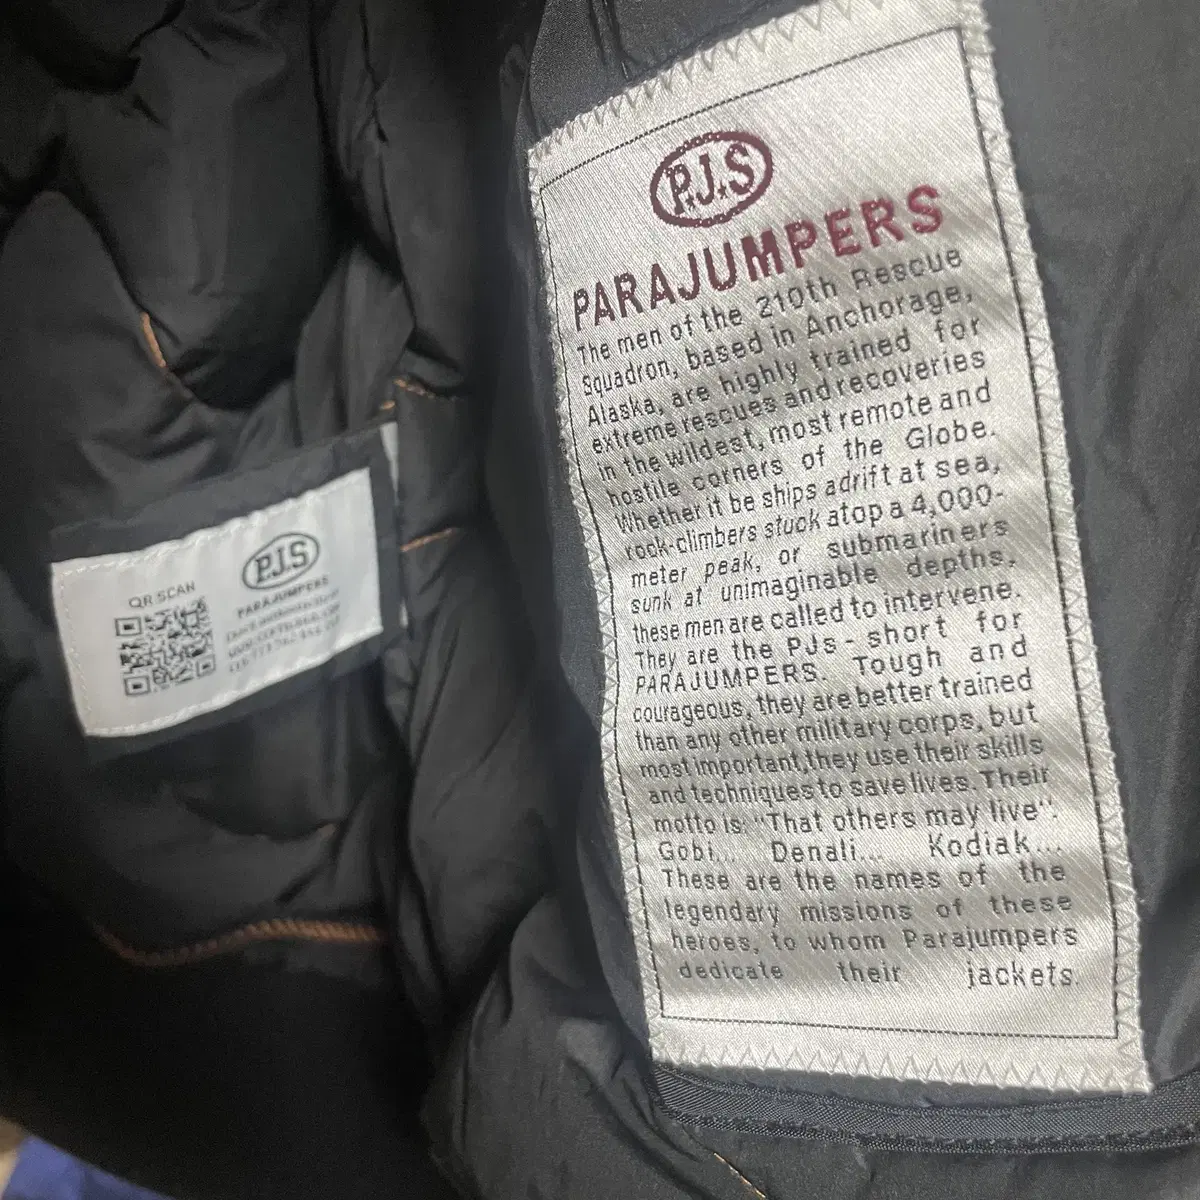 P.J.S
PARAJUMPERS
The men of the 210th Rescue
Squadron, based in Anchorage,
Alaska, are highly trained for
extreme rescues and recoveries
in the wildest, most remote and
hostile corners of the Globe.
Whether it be ships adrift at sea,
rock-climbers stuck atop a 4,000-
meter peak, or submariners
sunk at unimaginable depths,
these men are called to intervene.
They are the PJs - short for
PARAJUMPERS. Tough and
courageous, they are better trained
than any other military corps, but
most important, they use their skills
and techniques to save lives. Their
motto is: "That others may live".
Gobi... Denali... Kodiak...
These are the names of the
legendary missions of these
heroes, to whom Parajumpers
dedicate their jackets.
QR SCAN
P.J.S
PARAJUMPERS